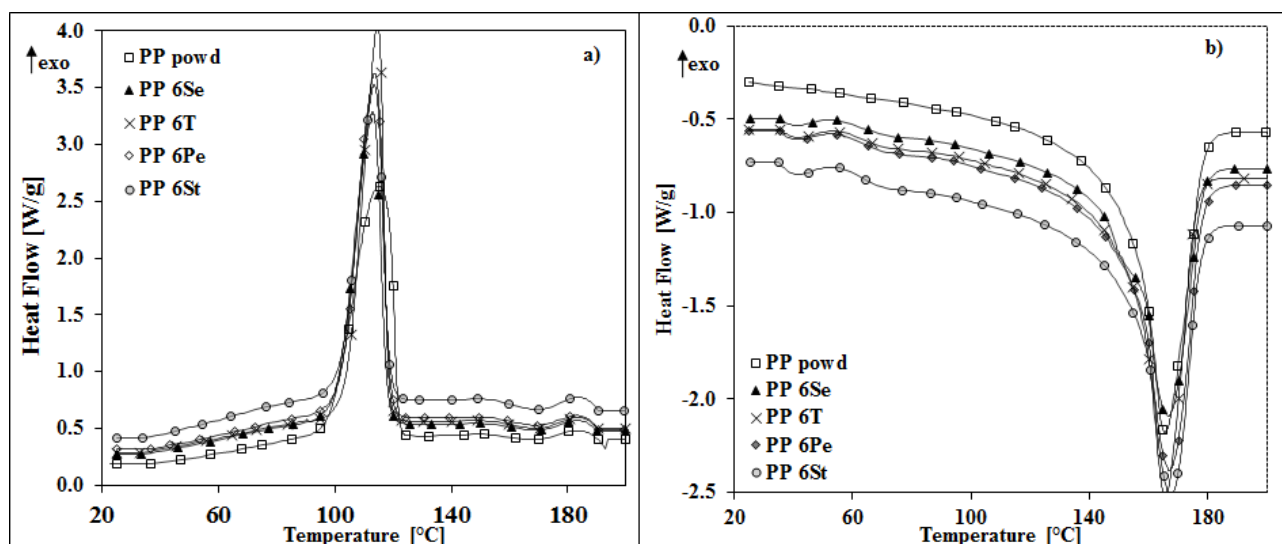 a)
exo
4.0
3.5
3.0
2.5
2.0
1.5
1.0
0.5
0.0
Heat Flow [W/g]
PP powd
PP 6Se
PP 6T
PP 6Pe
PP 6St
20 60 100 140 180
Temperature [°C]
b)
exo
-0.0
-0.5
-1.0
-1.5
-2.0
-2.5
Heat Flow [W/g]
PP powd
PP 6Se
PP 6T
PP 6Pe
PP 6St
20 60 100 140 180
Temperature [°C]